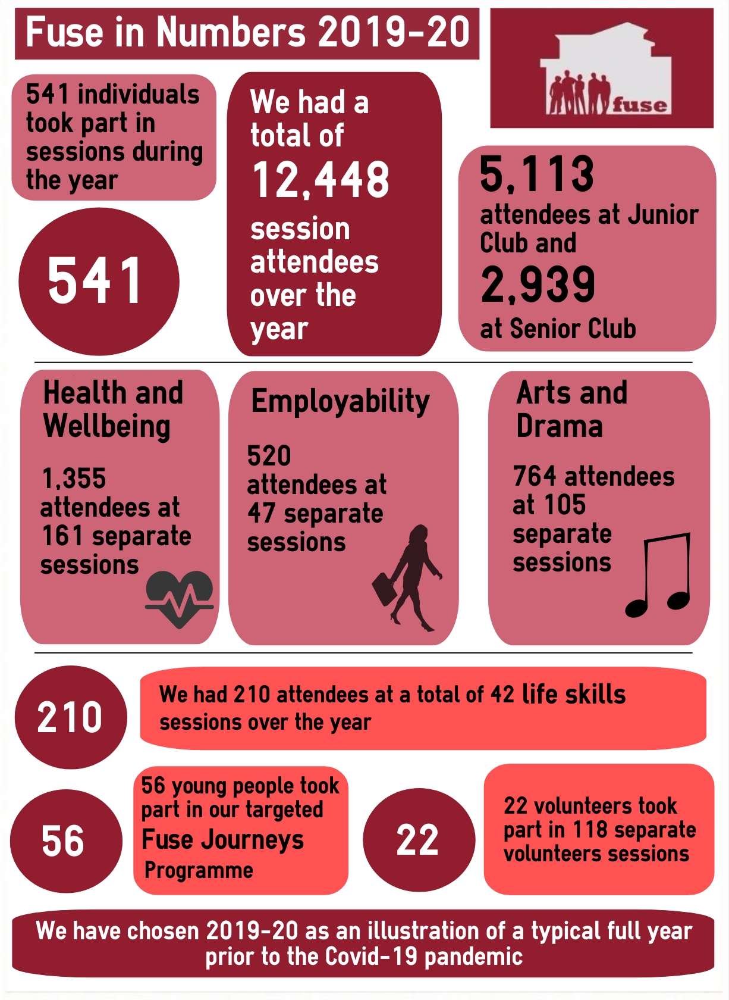 Fuse in Numbers 2019-20
fuse
541 individuals
took part in
sessions during
the year
541
We had a
total of
12,448
session
attendees
over the
year
5,113
attendees at Junior
Club and
2,939
at Senior Club
Health and
Wellbeing
1,355
attendees at
161 separate
sessions
Employability
520
attendees at
47 separate
sessions
Arts and
Drama
764 attendees
at 105
separate
sessions
210
We had 210 attendees at a total of 42 life skills
sessions over the year
56
56 young people took
part in our targeted
Fuse Journeys
Programme
22
22 volunteers took
part in 118 separate
volunteers sessions
We have chosen 2019-20 as an illustration of a typical full year
prior to the Covid-19 pandemic